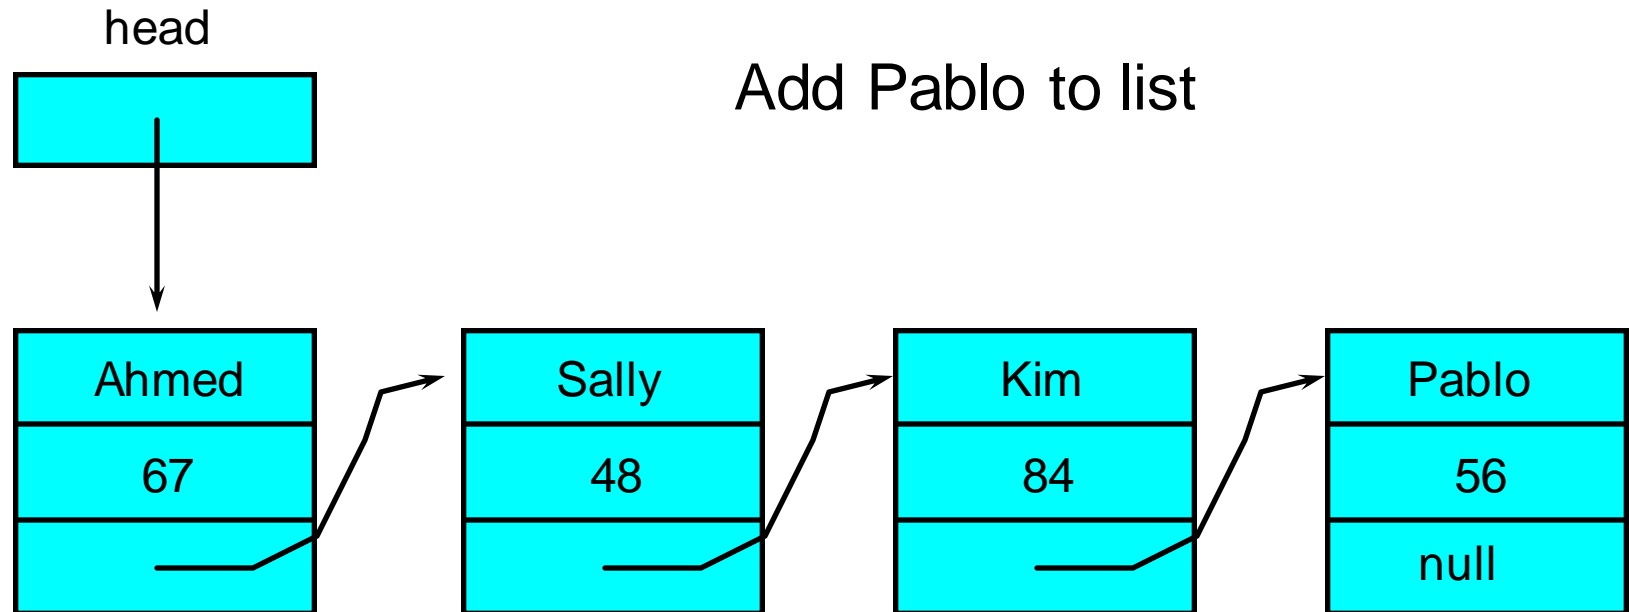 head
Add Pablo to list
Ahmed Sally Kim Pablo
67 48 84 56
null